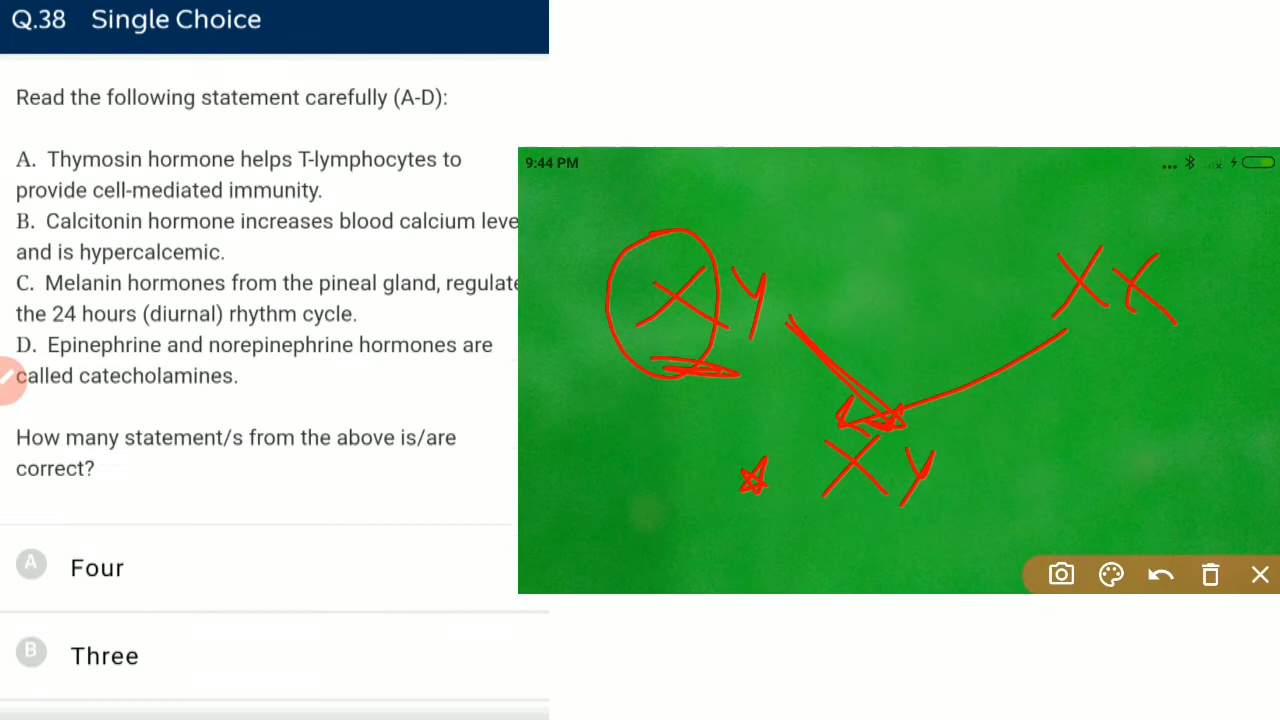 Q.38 Single Choice
Read the following statement carefully (A-D):
A. Thymosin hormone helps T-lymphocytes to
provide cell-mediated immunity.
B. Calcitonin hormone increases blood calcium leve
and is hypercalcemic.
C. Melanin hormones from the pineal gland, regulate
the 24 hours (diurnal) rhythm cycle.
D. Epinephrine and norepinephrine hormones are
called catecholamines.
How many statement/s from the above is/are
correct?
A Four
B Three
9:44 PM
X y
X X
X y